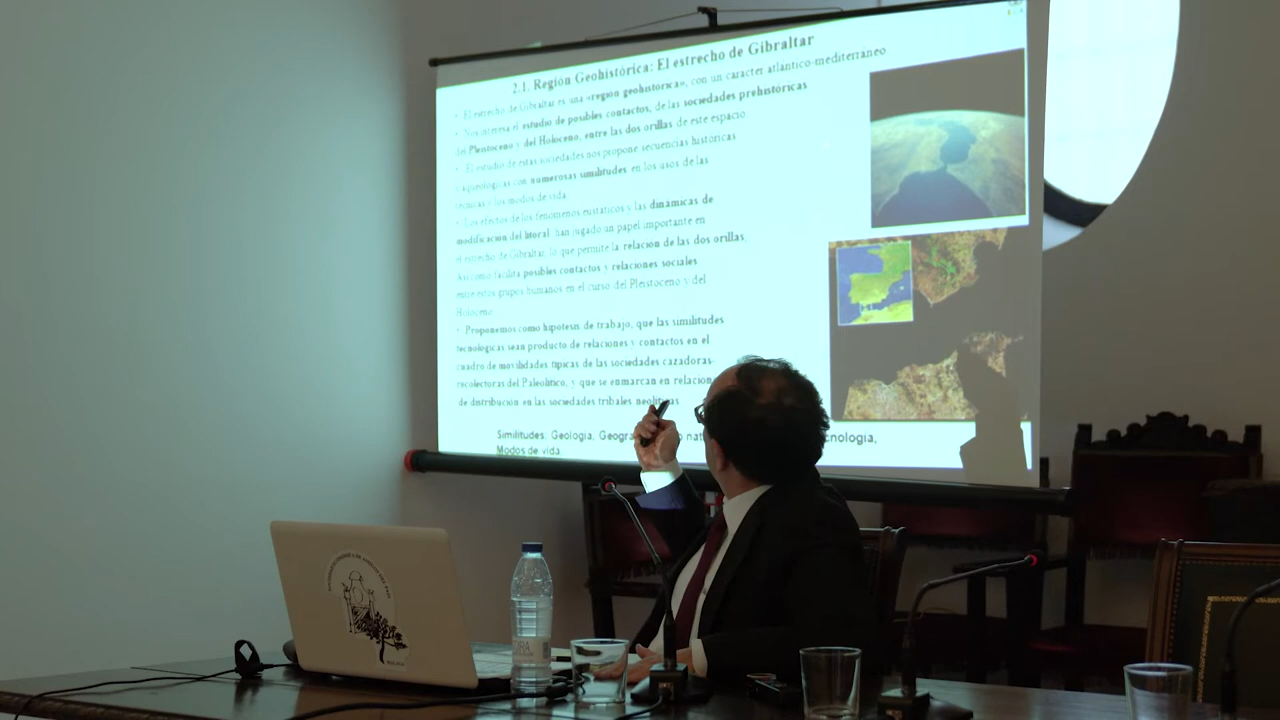 2.1. Región Geohistórica: El estrecho de Gibraltar
• El estrecho de Gibraltar es una «región geohistórica», con un carácter atlántico-mediterráneo
• Nos interesa el estudio de posibles contactos, de las sociedades prehistóricas
del Pleistoceno y del Holoceno, entre las dos orillas de este espacio
• El estudio de estas sociedades nos propone secuencias históricas
y arqueológicas con numerosas similitudes en los usos de las
técnicas y los modos de vida
• Los efectos de los fenómenos eustáticos y las dinámicas de
modificación del litoral han jugado un papel importante en
el estrecho de Gibraltar, lo que permite la relación de las dos orillas.
Así como facilita posibles contactos y relaciones sociales
entre estos grupos humanos en el curso del Pleistoceno y del
Holoceno.
• Proponemos como hipótesis de trabajo, que las similitudes
tecnológicas sean producto de relaciones y contactos en el
cuadro de movilidades típicas de las sociedades cazadoras-
recolectoras del Paleolítico, y que se enmarcan en relación
de distribución en las sociedades tribales neolíticas
Similitudes: Geología, Geogra
Modos de vida